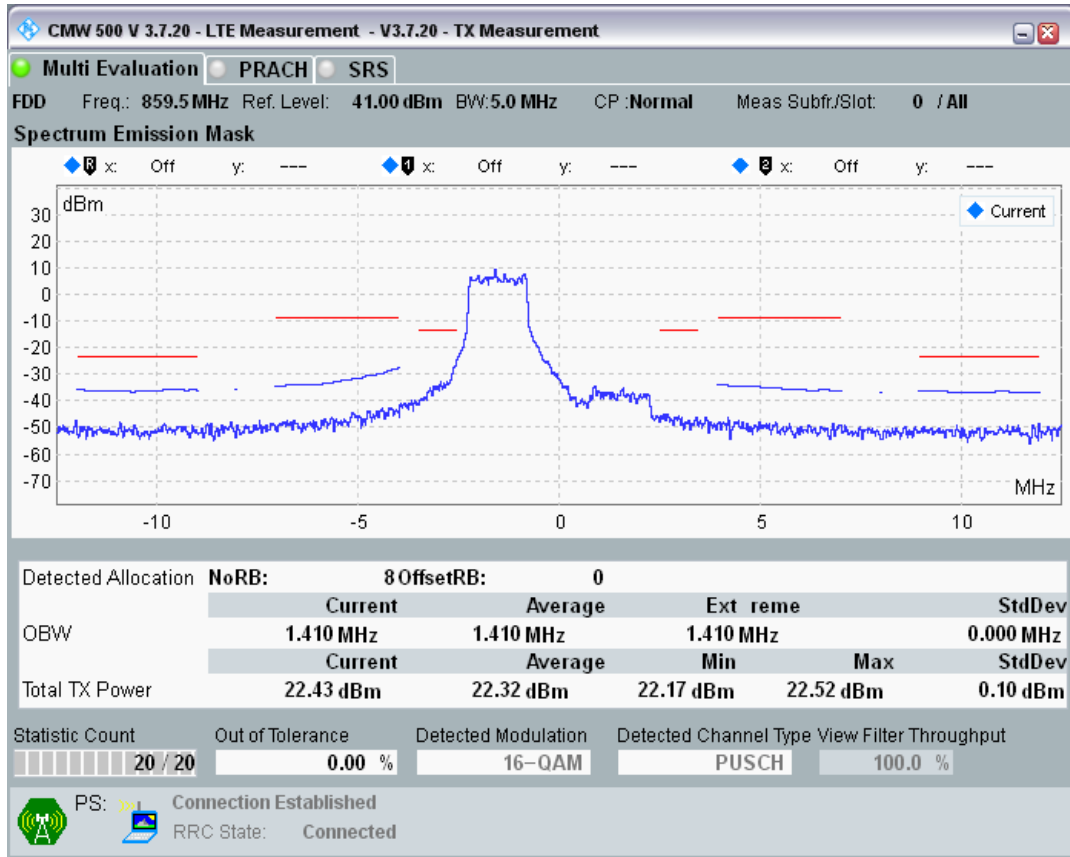 CMW 500 V 3.7.20 - LTE Measurement - V3.7.20 - TX Measurement
Multi Evaluation PRACH SRS
FDD Freq.: 859.5 MHz Ref. Level: 41.00 dBm BW: 5.0 MHz CP : Normal Meas Subfr./Slot: 0 / All
Spectrum Emission Mask
R x: Off y: --- 1 x: Off y: --- 2 x: Off y: ---
dBm
Current
30
20
10
0
-10
-20
-30
-40
-50
-60
-70
MHz
-10 -5 0 5 10
Detected Allocation NoRB: 8 OffsetRB: 0
Current Average Ext reme StdDev
OBW 1.410 MHz 1.410 MHz 1.410 MHz 0.000 MHz
Current Average Min Max StdDev
Total TX Power 22.43 dBm 22.32 dBm 22.17 dBm 22.52 dBm 0.10 dBm
Statistic Count Out of Tolerance Detected Modulation Detected Channel Type View Filter Throughput
20 / 20 0.00 % 16-QAM PUSCH 100.0 %
PS: Connection Established
RRC State: Connected